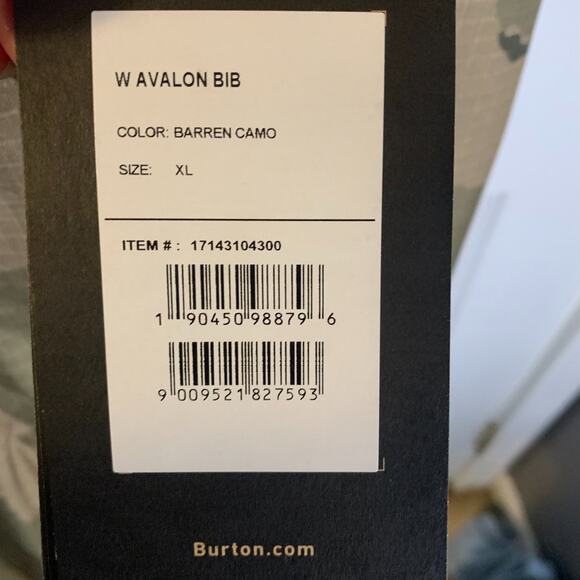 W AVALON BIB
COLOR: BARREN CAMO
SIZE: XL
ITEM # : 17143104300
1 90450 98879 6
9 009521 827593
Burton.com